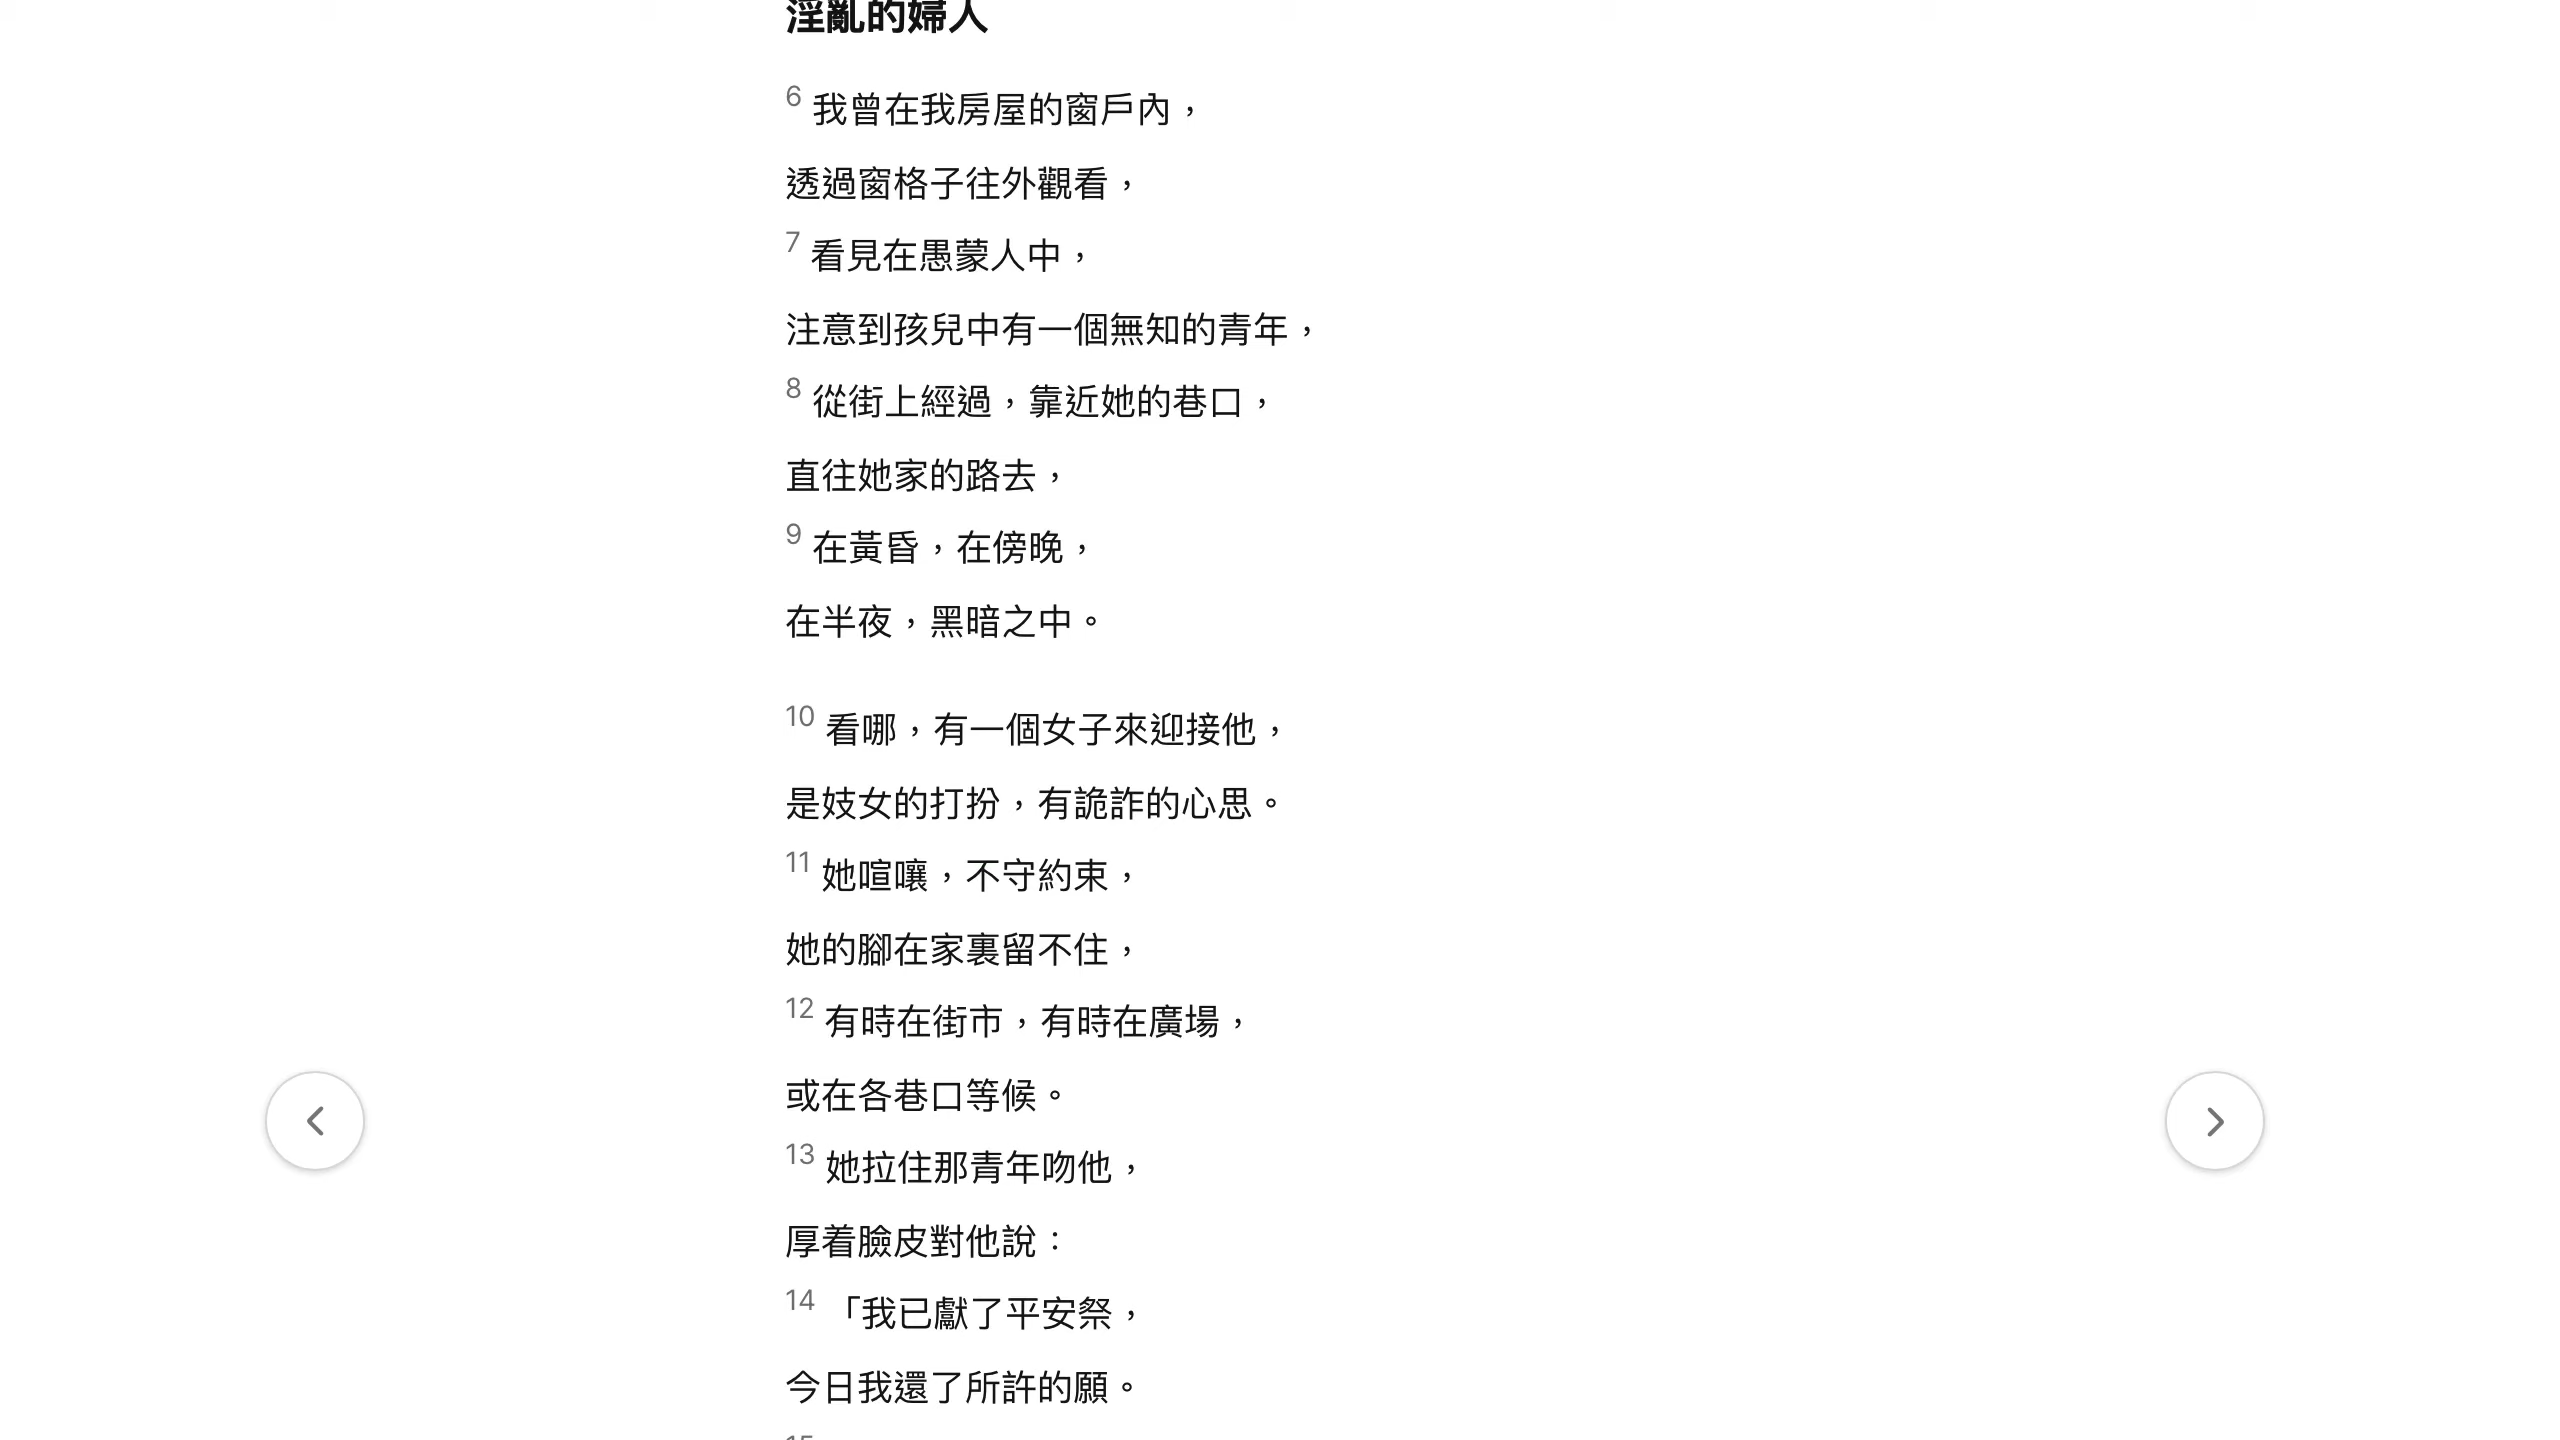 淫亂的婦人
6 我曾在我房屋的窗戶內，
透過窗格子往外觀看，
7 看見在愚蒙人中，
注意到孩兒中有一個無知的青年，
8 從街上經過，靠近她的巷口，
直往她家的路去，
9 在黃昏，在傍晚，
在半夜，黑暗之中。
10 看哪，有一個女子來迎接他，
是妓女的打扮，有詭詐的心思。
11 她喧嚷，不守約束，
她的腳在家裏留不住，
12 有時在街市，有時在廣場，
或在各巷口等候。
13 她拉住那青年吻他，
厚着臉皮對他說：
14 「我已獻了平安祭，
今日我還了所許的願。